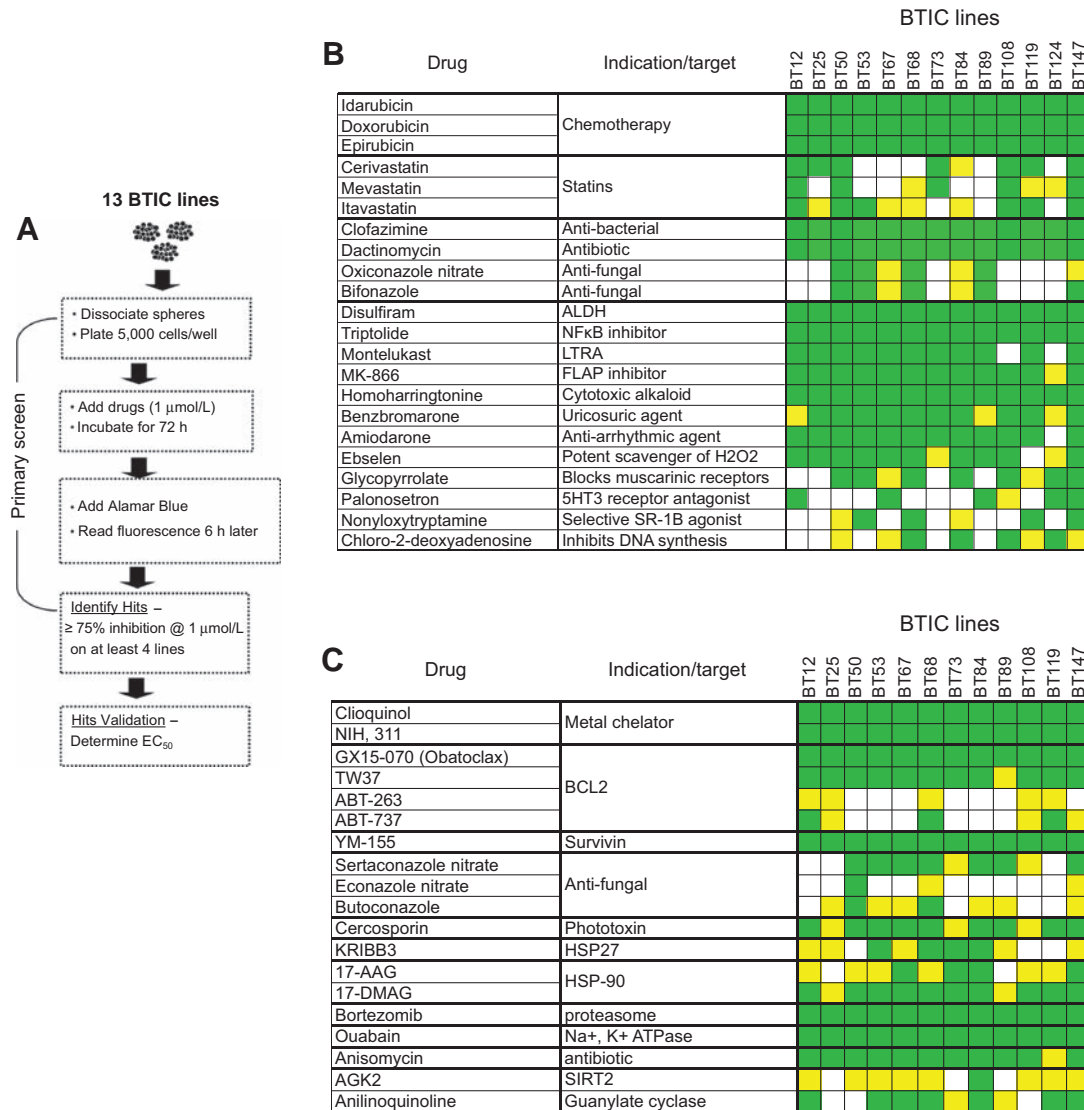 A
13 BTIC lines
Primary screen
• Dissociate spheres
• Plate 5,000 cells/well
• Add drugs (1 µmol/L)
• Incubate for 72 h
• Add Alamar Blue
• Read fluorescence 6 h later
Identify Hits –
≥ 75% inhibition @ 1 µmol/L
on at least 4 lines
Hits Validation –
Determine EC50
B
BTIC lines
Drug Indication/target BT12 BT25 BT50 BT53 BT67 BT68 BT73 BT84 BT89 BT108 BT119 BT124 BT147
Idarubicin
Doxorubicin Chemotherapy
Epirubicin
Cerivastatin
Mevastatin Statins
Itavastatin
Clofazimine Anti-bacterial
Dactinomycin Antibiotic
Oxiconazole nitrate Anti-fungal
Bifonazole Anti-fungal
Disulfiram ALDH
Triptolide NFκB inhibitor
Montelukast LTRA
MK-866 FLAP inhibitor
Homoharringtonine Cytotoxic alkaloid
Benzbromarone Uricosuric agent
Amiodarone Anti-arrhythmic agent
Ebselen Potent scavenger of H2O2
Glycopyrrolate Blocks muscarinic receptors
Palonosetron 5HT3 receptor antagonist
Nonyloxytryptamine Selective SR-1B agonist
Chloro-2-deoxyadenosine Inhibits DNA synthesis
C
BTIC lines
Drug Indication/target BT12 BT25 BT50 BT53 BT67 BT68 BT73 BT84 BT89 BT108 BT119 BT147
Clioquinol Metal chelator
NIH, 311
GX15-070 (Obatoclax)
TW37 BCL2
ABT-263
ABT-737
YM-155 Survivin
Sertaconazole nitrate
Econazole nitrate Anti-fungal
Butoconazole
Cercosporin Phototoxin
KRIBB3 HSP27
17-AAG HSP-90
17-DMAG
Bortezomib proteasome
Ouabain Na+, K+ ATPase
Anisomycin antibiotic
AGK2 SIRT2
Anilinoquinoline Guanylate cyclase